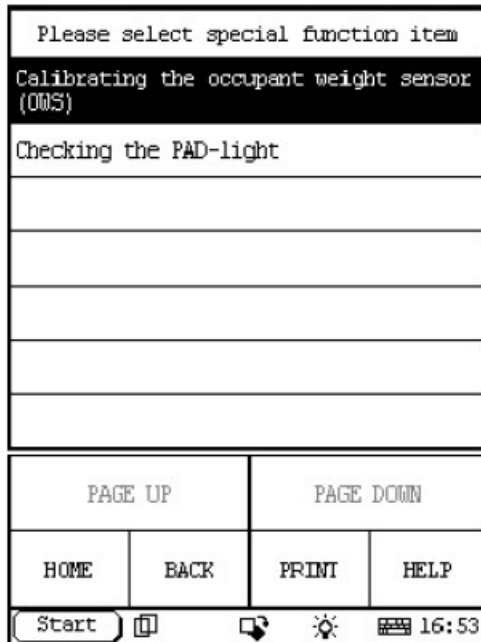 Please select special function item
Calibrating the occupant weight sensor
(OWS)
Checking the PAD-light
PAGE UP
PAGE DOWN
HOME
BACK
PRINT
HELP
Start
16:53